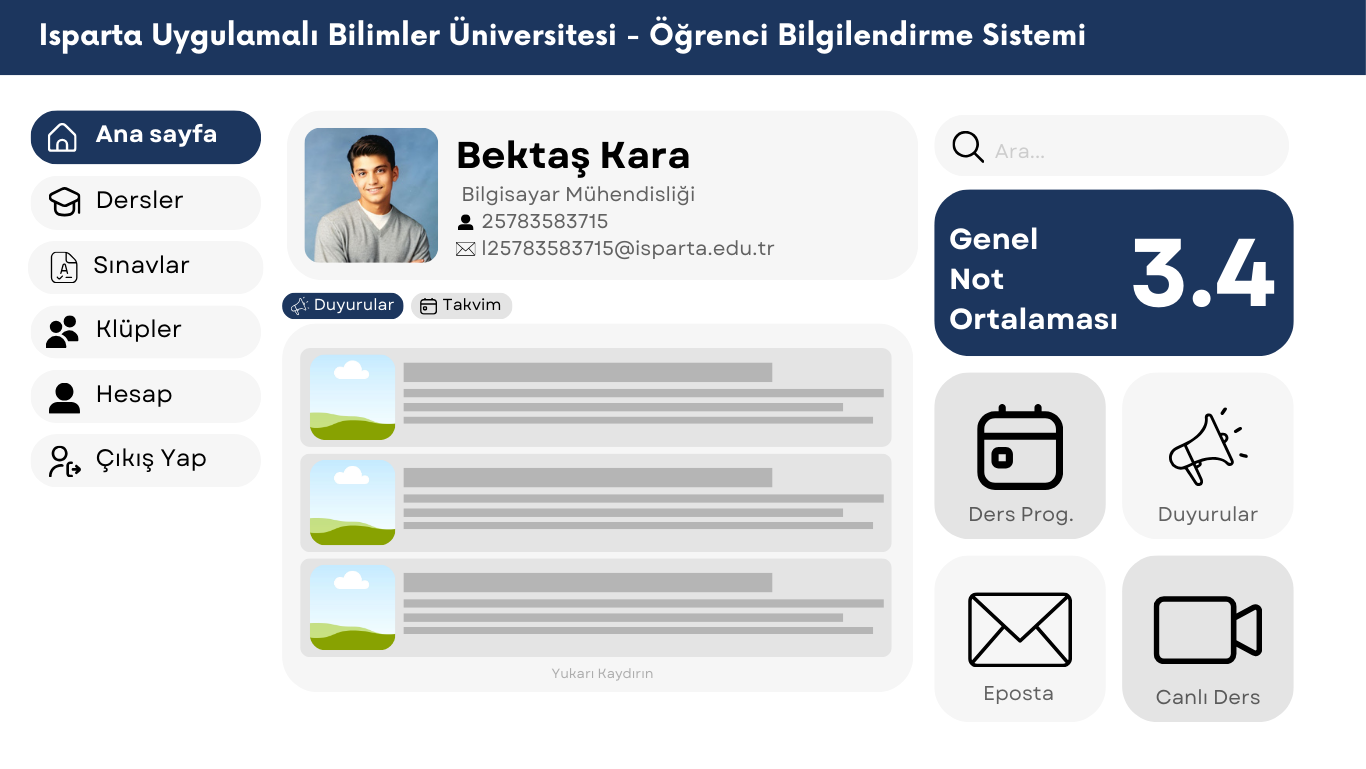 Isparta Uygulamalı Bilimler Üniversitesi - Öğrenci Bilgilendirme Sistemi
Ana sayfa
Dersler
Sınavlar
Klüpler
Hesap
Çıkış Yap
Bektaş Kara
Bilgisayar Mühendisliği
25783583715
l25783583715@isparta.edu.tr
Duyurular
Takvim
Yukarı Kaydırın
Ara...
Genel
Not
Ortalaması
3.4
Ders Prog.
Duyurular
Eposta
Canlı Ders